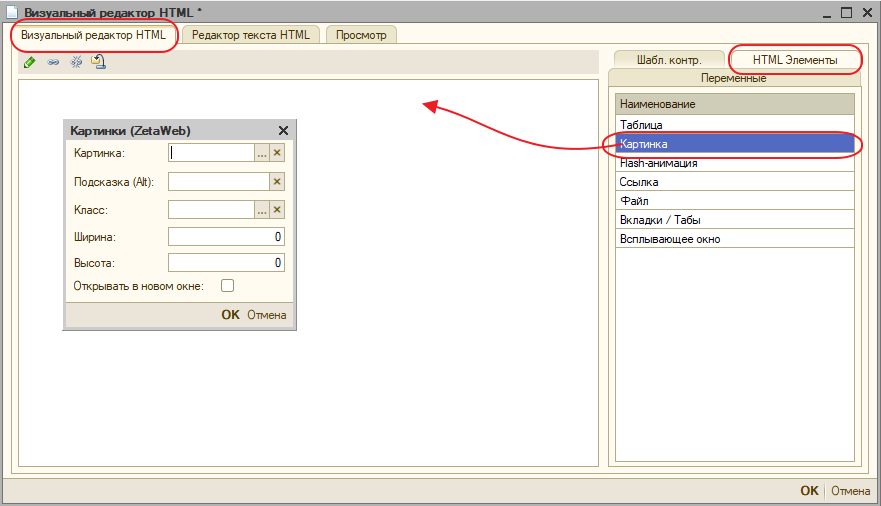 Визуальный редактор HTML *
Визуальный редактор HTML
Редактор текста HTML
Просмотр
Шабл. контр.
HTML Элементы
Переменные
Наименование
Таблица
Картинка
Flash-анимация
Ссылка
Файл
Вкладки / Табы
Всплывающее окно
Картинки (ZetaWeb)
Картинка:
...
Подсказка (Alt):
Класс:
...
Ширина: 0
Высота: 0
Открывать в новом окне:
OK Отмена
OK Отмена